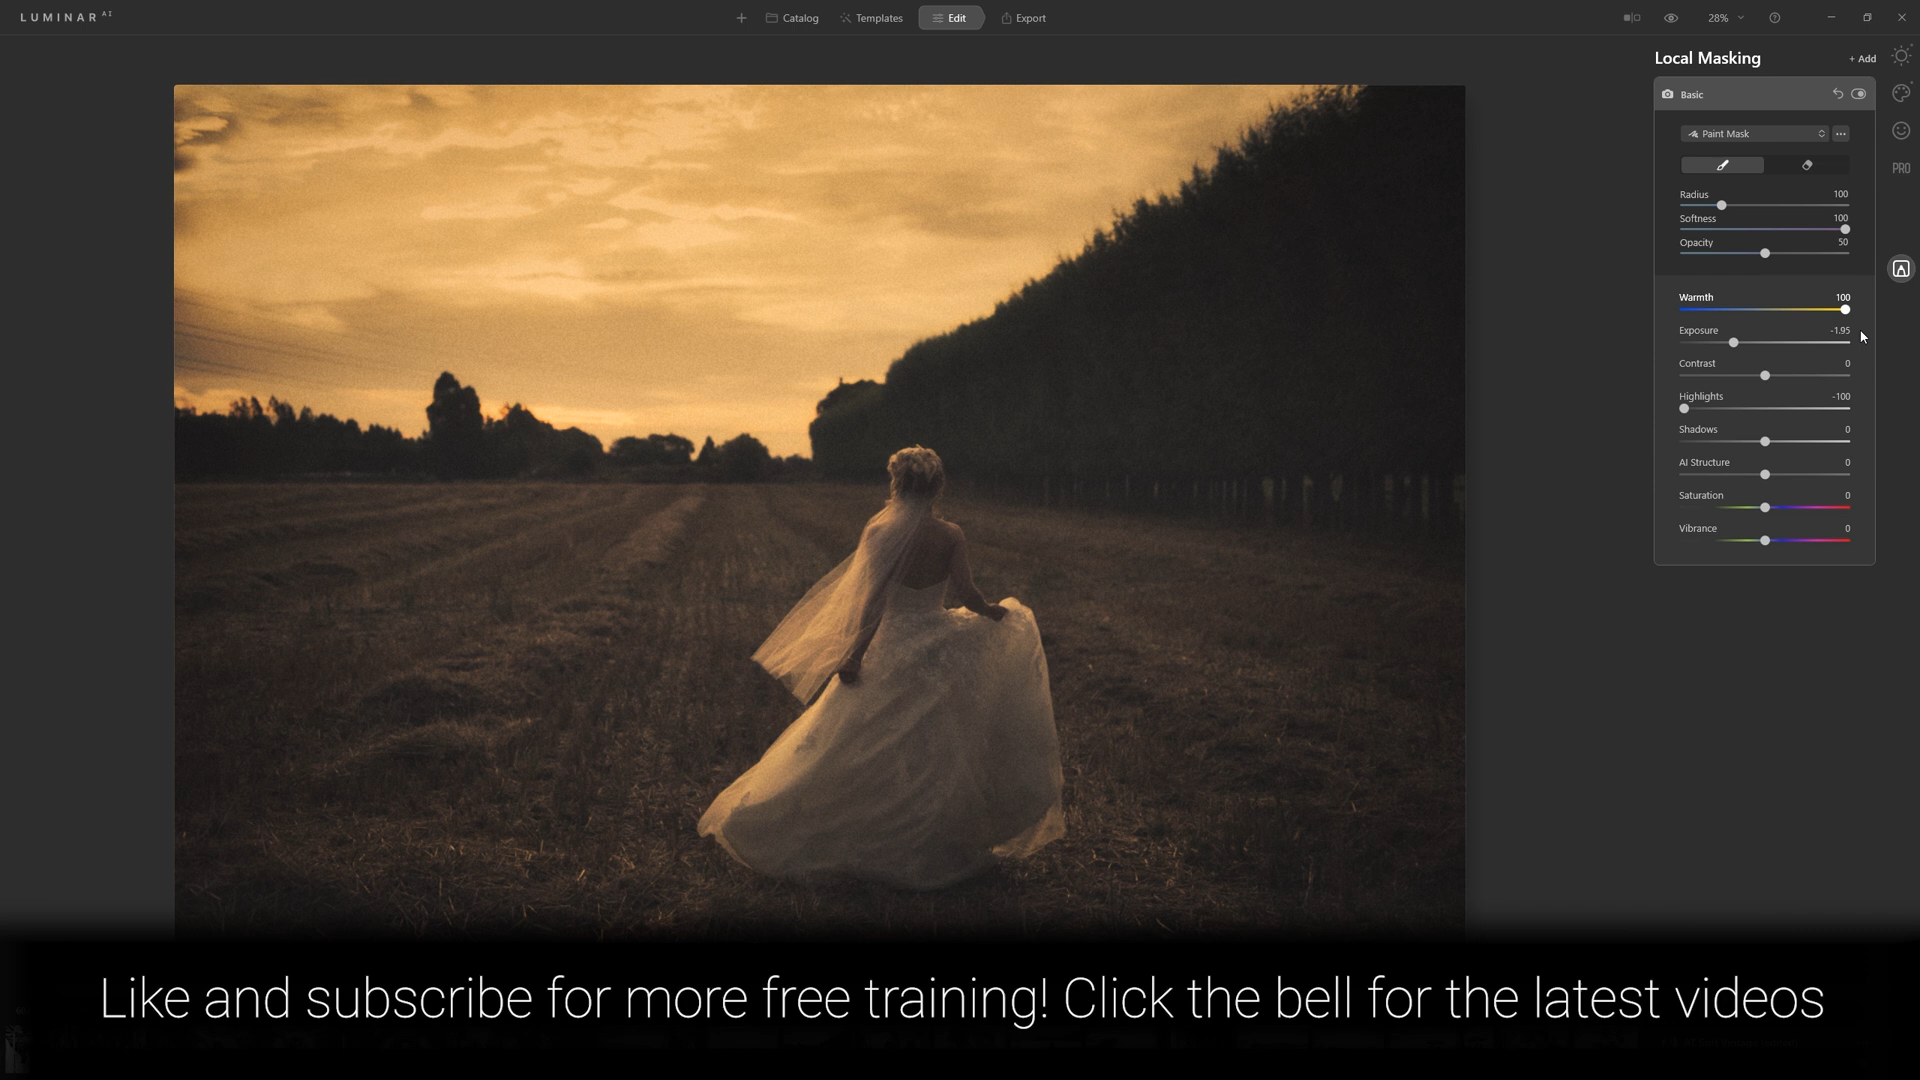 LUMINAR AI
Catalog
Templates
Edit
Export
28%
Local Masking
+ Add
Basic
Paint Mask
Radius 100
Softness 100
Opacity 50
PRO
Warmth 100
Exposure -1.95
Contrast 0
Highlights -100
Shadows 0
AI Structure 0
Saturation 0
Vibrance 0
Like and subscribe for more free training! Click the bell for the latest videos